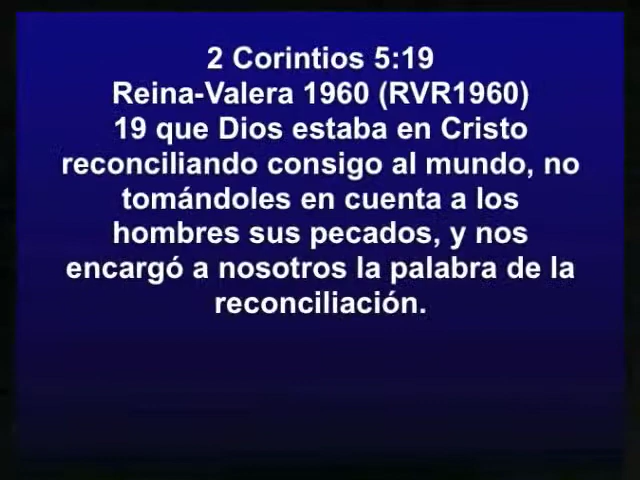 2 Corintios 5:19
Reina-Valera 1960 (RVR1960)
19 que Dios estaba en Cristo
reconciliando consigo al mundo, no
tomándoles en cuenta a los
hombres sus pecados, y nos
encargó a nosotros la palabra de la
reconciliación.